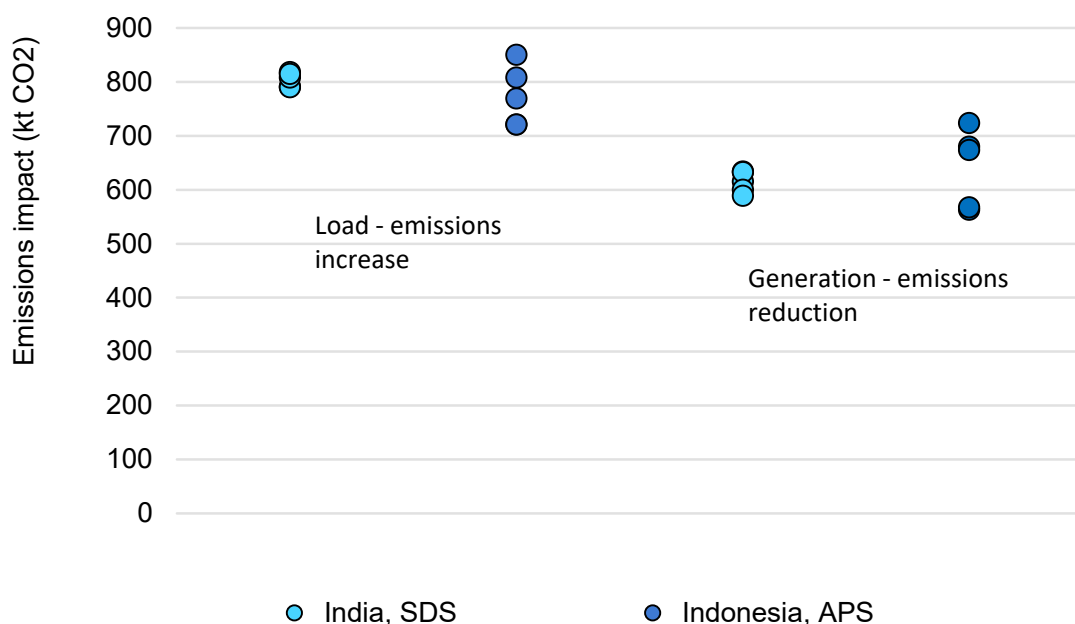 Emissions impact (kt CO2)
900
800
700
600
500
400
300
200
100
0
Load - emissions
increase
Generation - emissions
reduction
India, SDS
Indonesia, APS